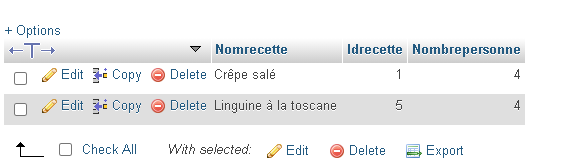 + Options
←T→ Nomrecette Idrecette Nombrepersonne
Edit Copy Delete Crêpe salé 1 4
Edit Copy Delete Linguine à la toscane 5 4
Check All With selected: Edit Delete Export